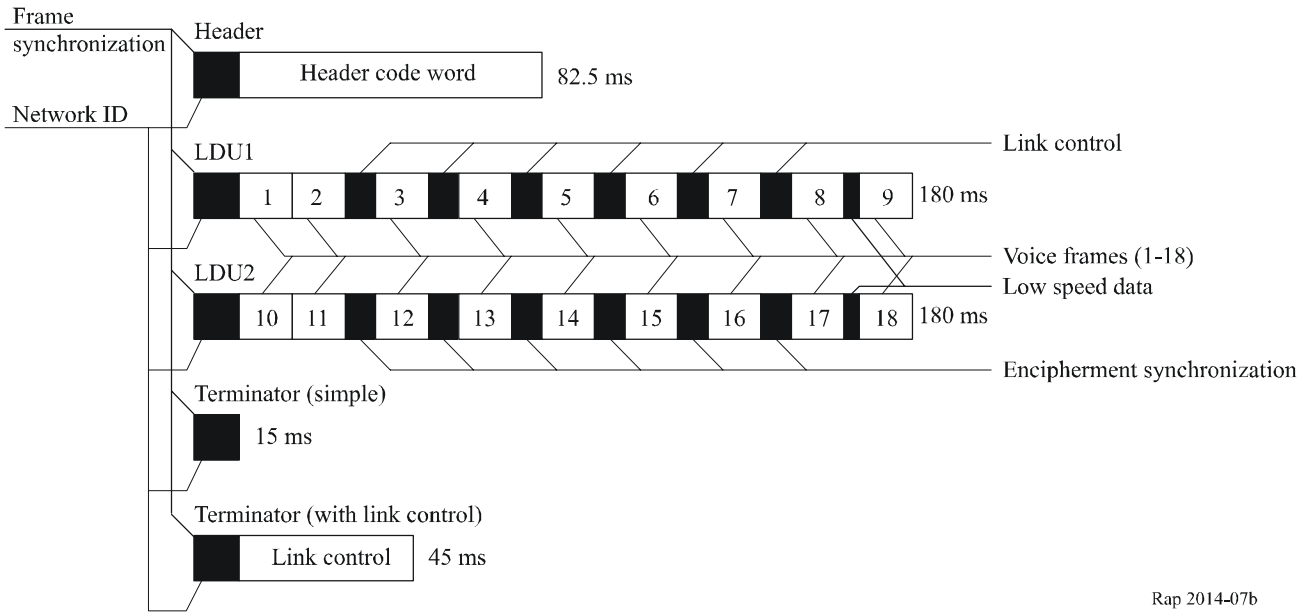 Frame
synchronization
Header
Header code word
82.5 ms
Network ID
LDU1
Link control
1 2 3 4 5 6 7 8 9
180 ms
Voice frames (1-18)
LDU2
Low speed data
10 11 12 13 14 15 16 17 18
180 ms
Encipherment synchronization
Terminator (simple)
15 ms
Terminator (with link control)
Link control
45 ms
Rap 2014-07b